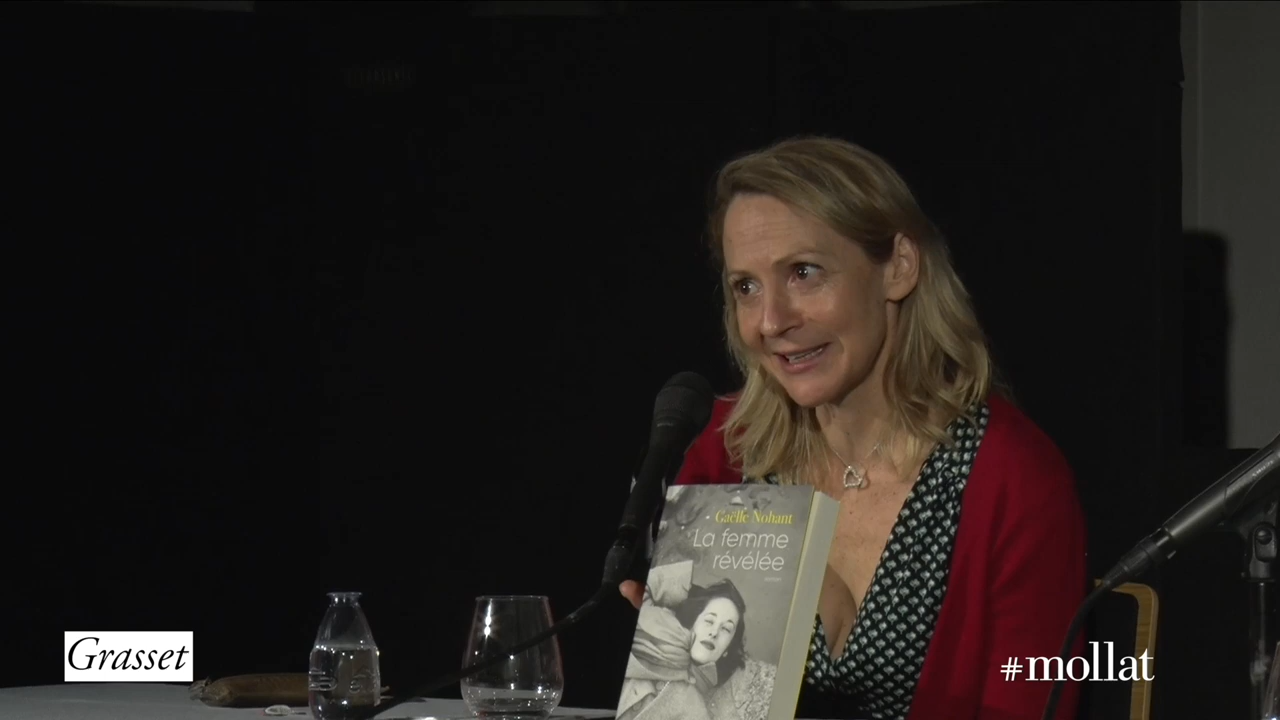 Gaëlle Nohant
La femme
révélée
roman
Grasset
#mollat